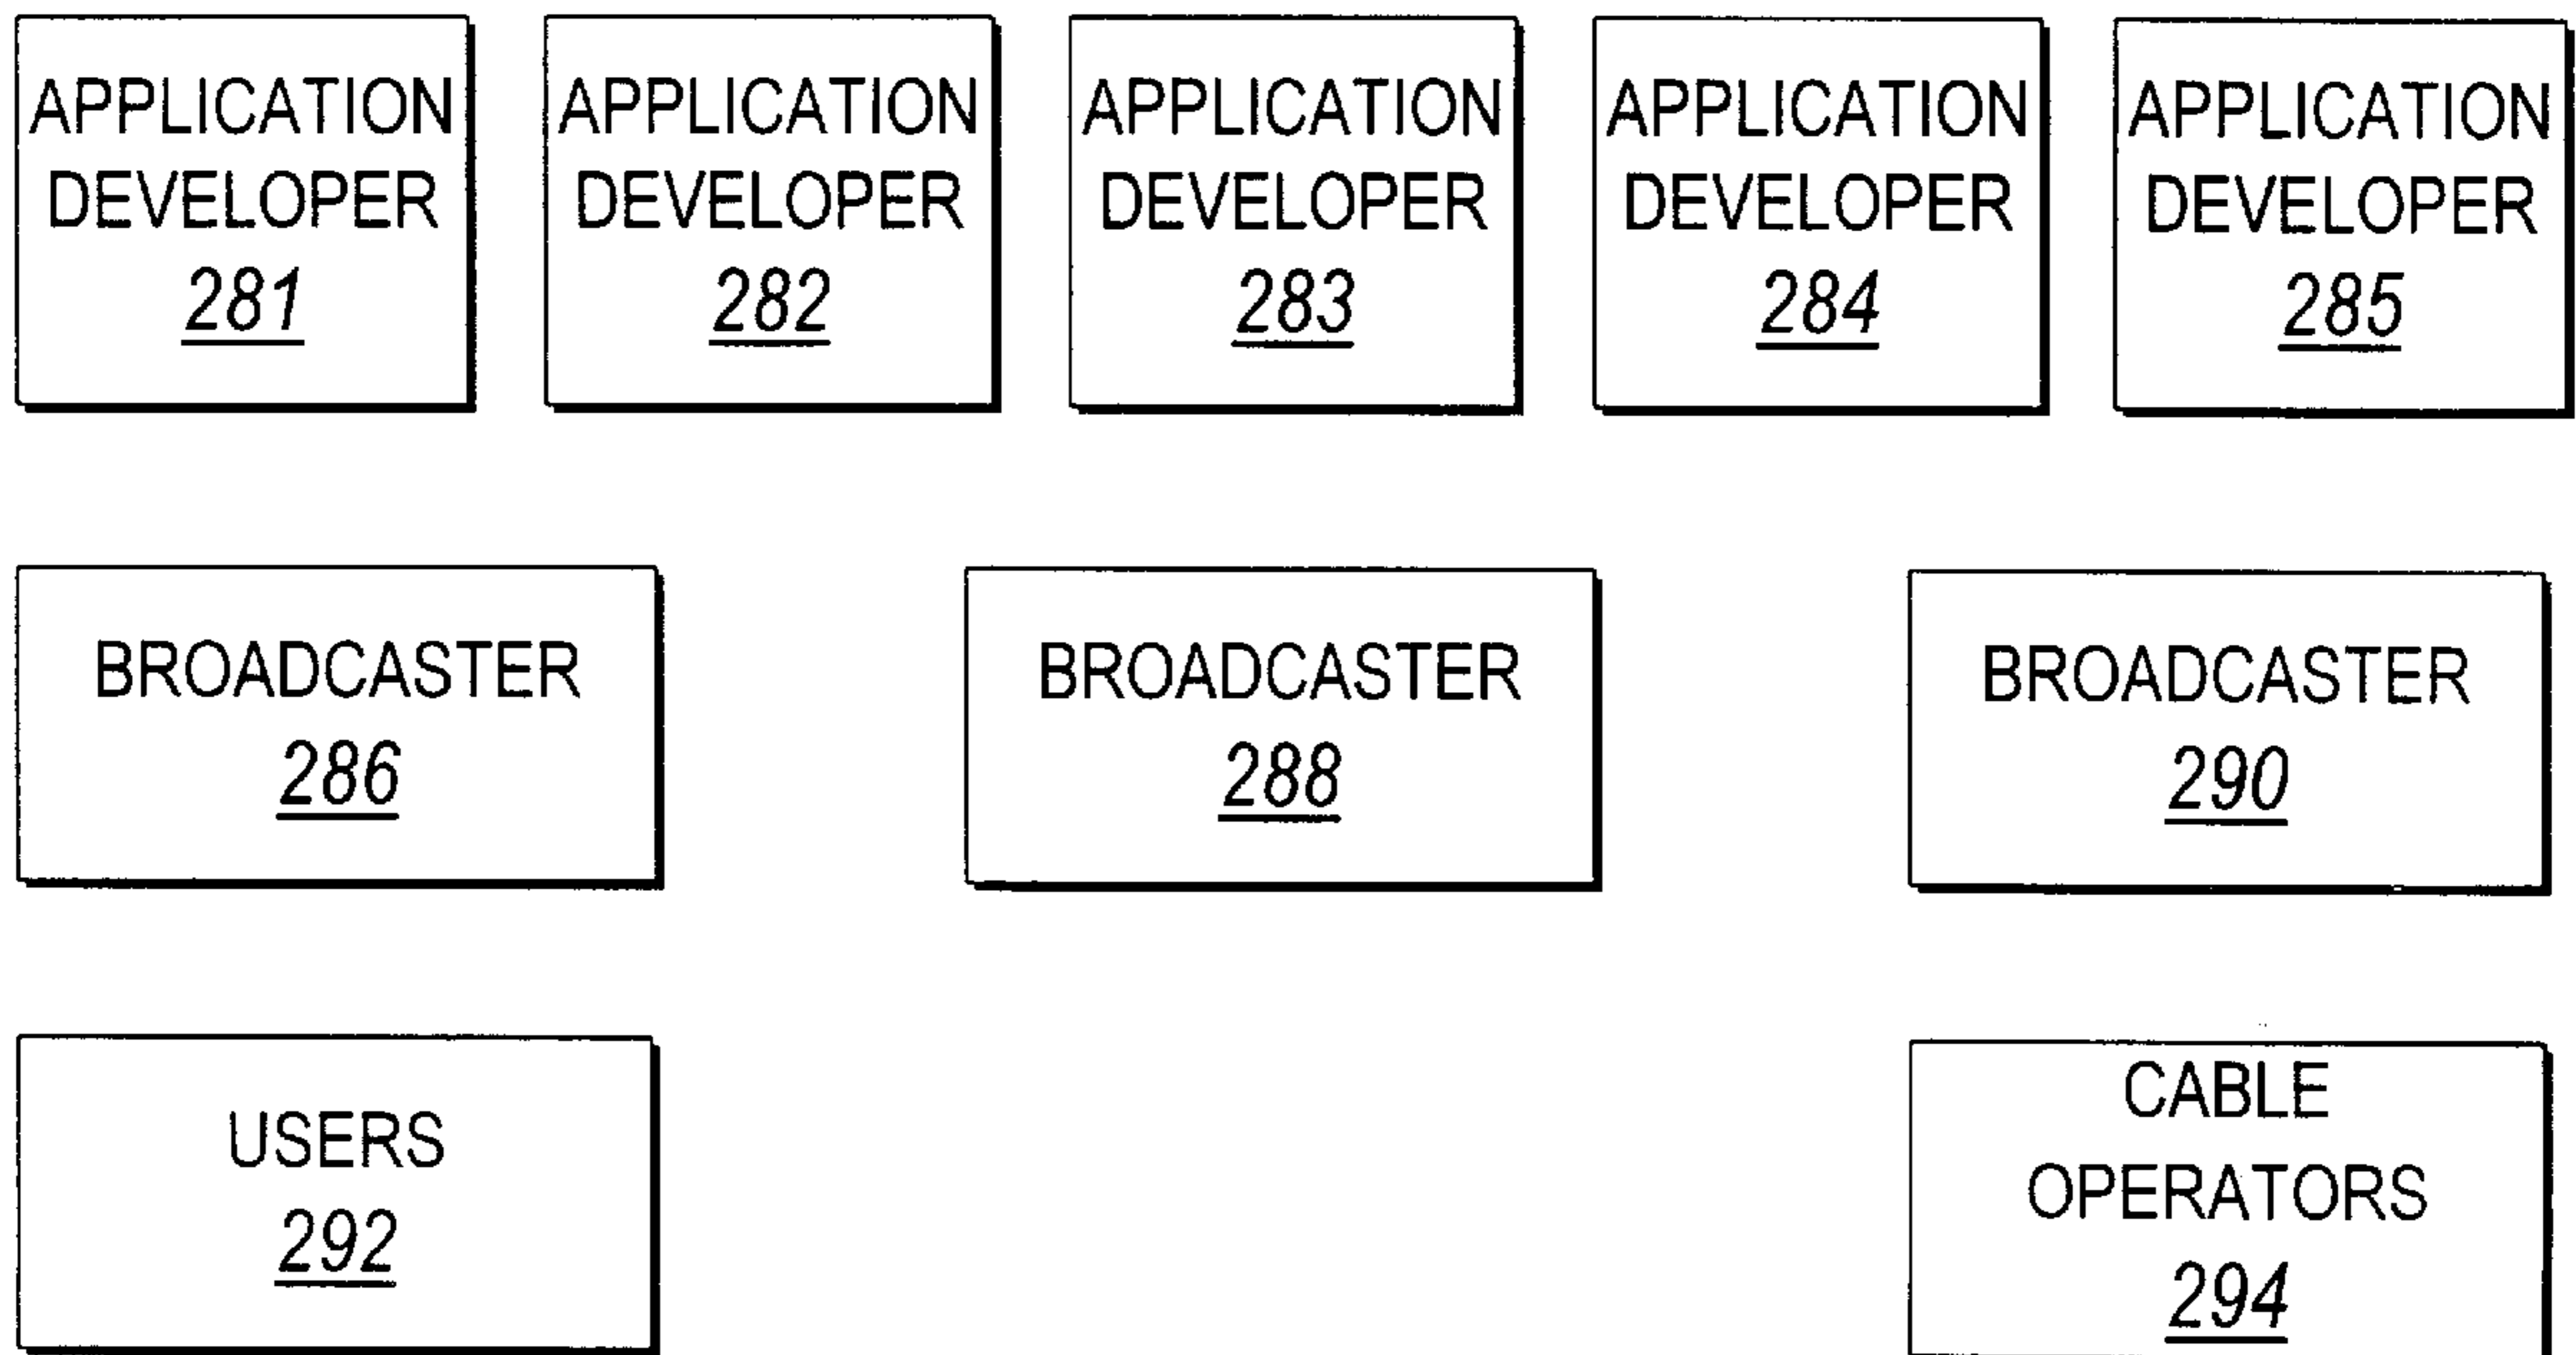 APPLICATION
DEVELOPER
281
APPLICATION
DEVELOPER
282
APPLICATION
DEVELOPER
283
APPLICATION
DEVELOPER
284
APPLICATION
DEVELOPER
285
BROADCASTER
286
BROADCASTER
288
BROADCASTER
290
USERS
292
CABLE
OPERATORS
294